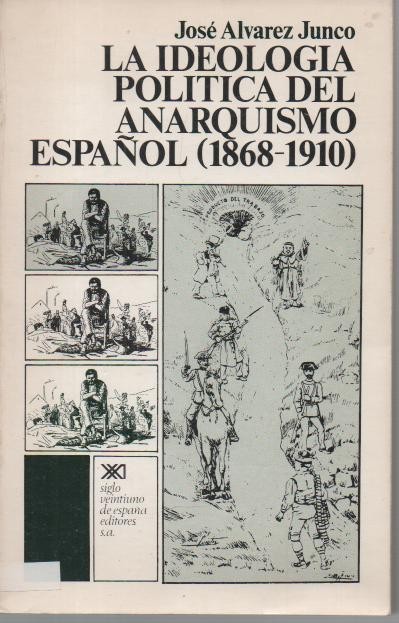 José Alvarez Junco
LA IDEOLOGIA
POLITICA DEL
ANARQUISMO
ESPAÑOL (1868-1910)
PRODUCTO DEL TRABAJO
siglo
veintiuno
de españa
editores
s.a.